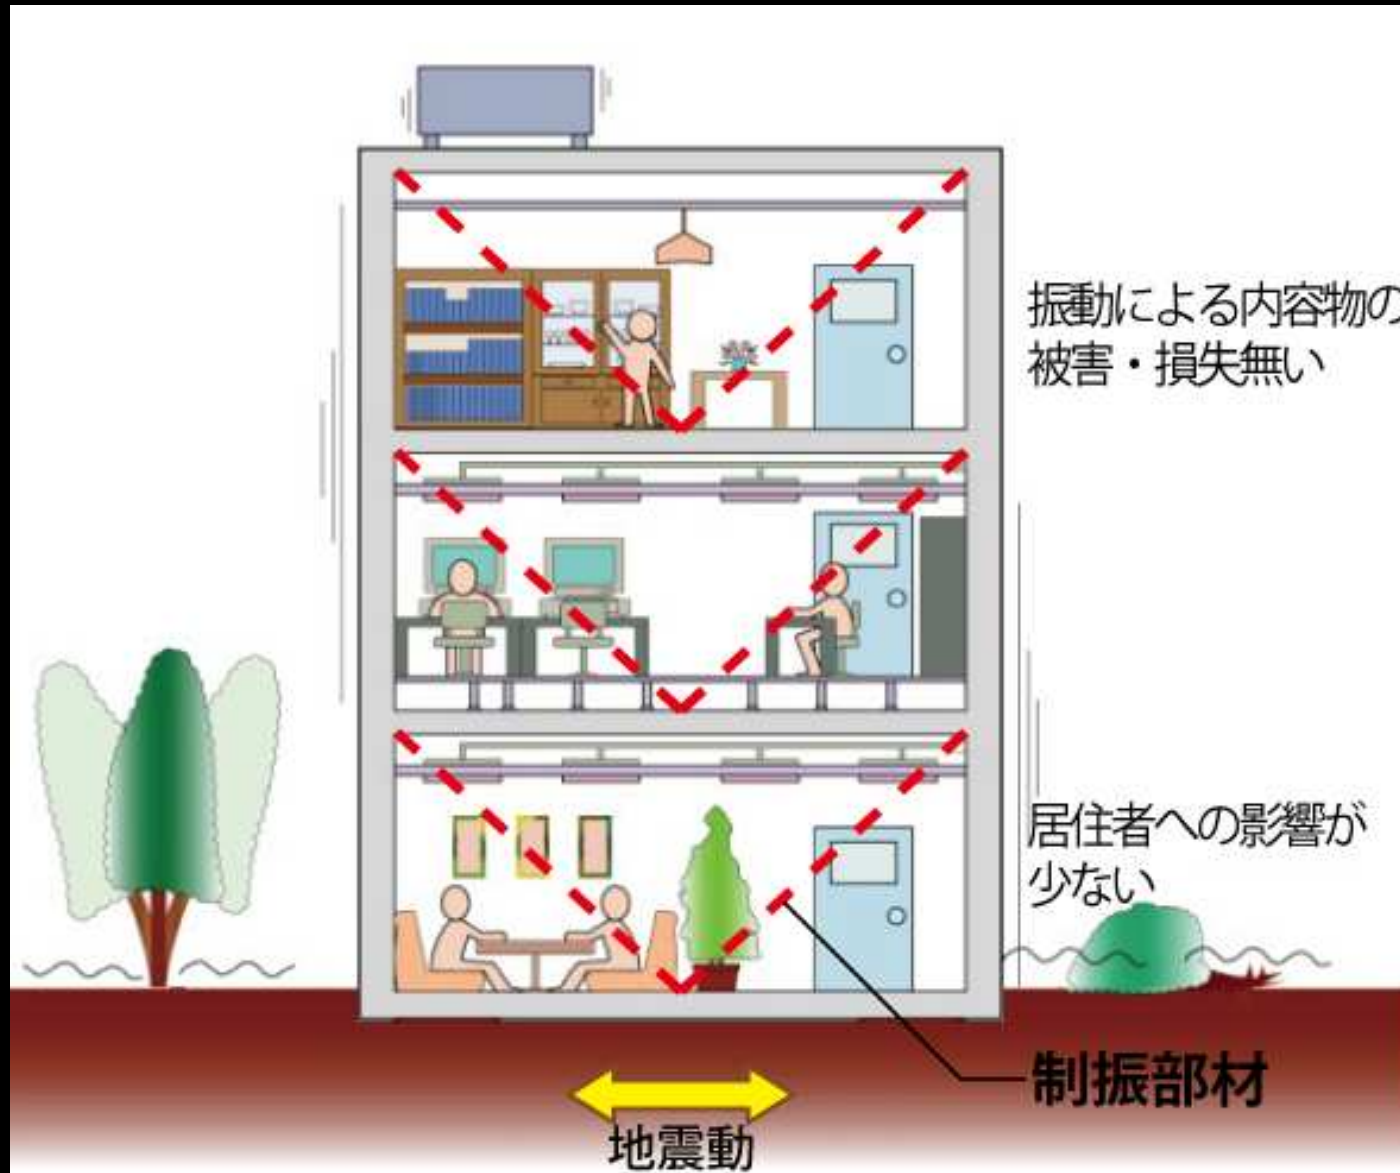 振動による内容物の
被害・損失無い
居住者への影響が
少ない
制振部材
地震動